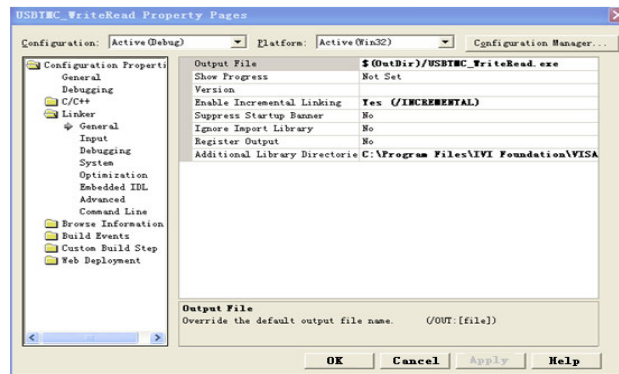 USBTMC_WriteRead Property Pages
Configuration: Active(Debug) Platform: Active(Win32) Configuration Manager...
Configuration Properti
General
Debugging
C/C++
Linker
General
Input
Debugging
System
Optimization
Embedded IDL
Advanced
Command Line
Browse Information
Build Events
Custom Build Step
Web Deployment
Output File $(OutDir)/USBTMC_WriteRead.exe
Show Progress Not Set
Version
Enable Incremental Linking Yes (/INCREMENTAL)
Suppress Startup Banner No
Ignore Import Library No
Register Output No
Additional Library Directorie C:\Program Files\IVI Foundation\VISA
Output File
Override the default output file name. (/OUT:[file])
OK Cancel Apply Help